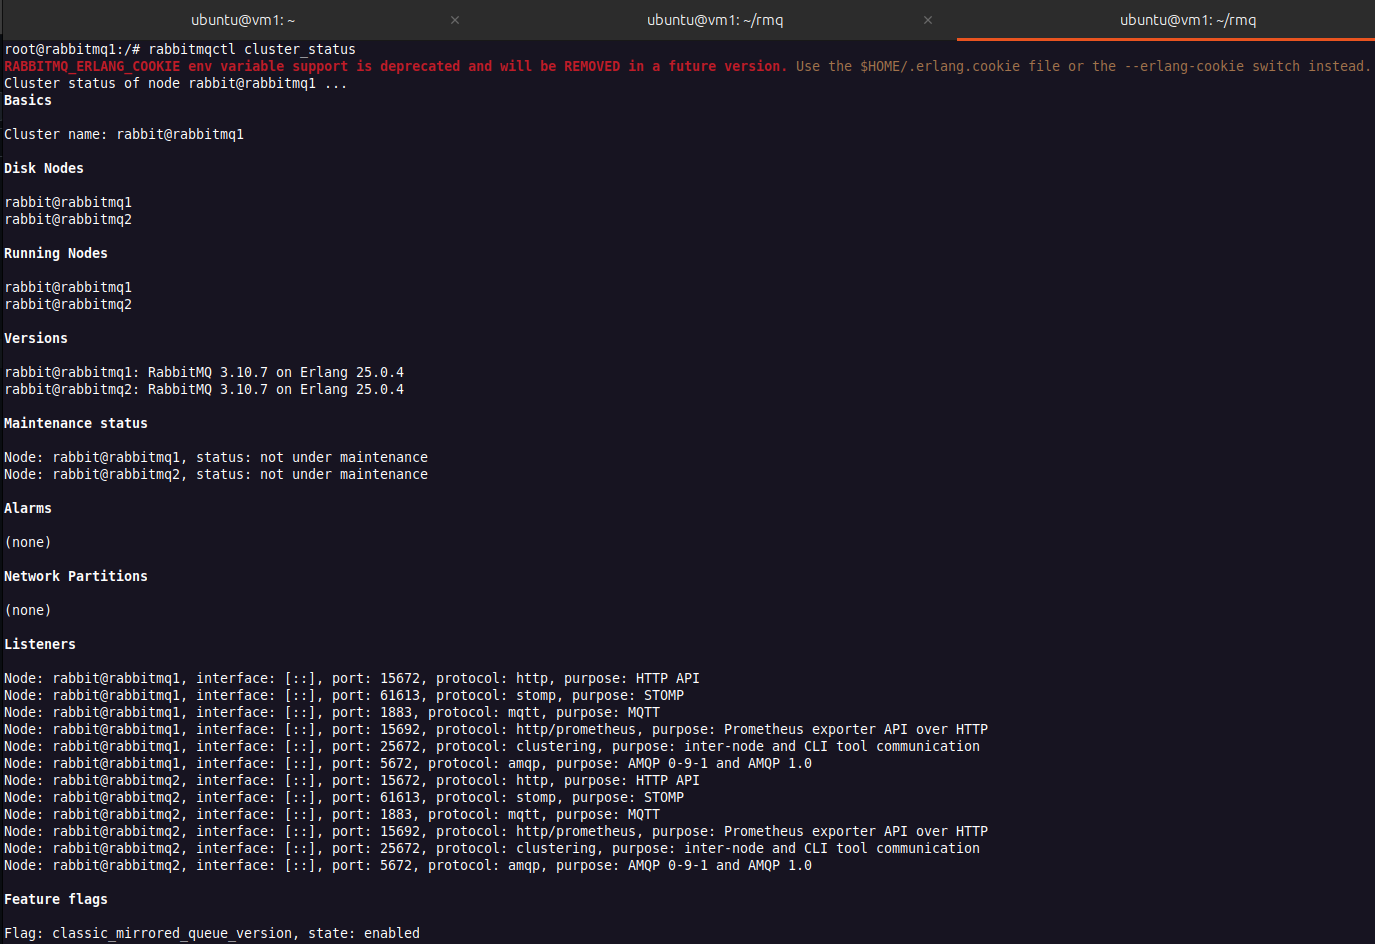 ubuntu@vm1: ~ × ubuntu@vm1: ~/rmq × ubuntu@vm1: ~/rmq
root@rabbitmq1:/# rabbitmqctl cluster_status
RABBITMQ_ERLANG_COOKIE env variable support is deprecated and will be REMOVED in a future version. Use the $HOME/.erlang.cookie file or the --erlang-cookie switch instead.
Cluster status of node rabbit@rabbitmq1 ...
Basics
Cluster name: rabbit@rabbitmq1
Disk Nodes
rabbit@rabbitmq1
rabbit@rabbitmq2
Running Nodes
rabbit@rabbitmq1
rabbit@rabbitmq2
Versions
rabbit@rabbitmq1: RabbitMQ 3.10.7 on Erlang 25.0.4
rabbit@rabbitmq2: RabbitMQ 3.10.7 on Erlang 25.0.4
Maintenance status
Node: rabbit@rabbitmq1, status: not under maintenance
Node: rabbit@rabbitmq2, status: not under maintenance
Alarms
(none)
Network Partitions
(none)
Listeners
Node: rabbit@rabbitmq1, interface: [::], port: 15672, protocol: http, purpose: HTTP API
Node: rabbit@rabbitmq1, interface: [::], port: 61613, protocol: stomp, purpose: STOMP
Node: rabbit@rabbitmq1, interface: [::], port: 1883, protocol: mqtt, purpose: MQTT
Node: rabbit@rabbitmq1, interface: [::], port: 15692, protocol: http/prometheus, purpose: Prometheus exporter API over HTTP
Node: rabbit@rabbitmq1, interface: [::], port: 25672, protocol: clustering, purpose: inter-node and CLI tool communication
Node: rabbit@rabbitmq1, interface: [::], port: 5672, protocol: amqp, purpose: AMQP 0-9-1 and AMQP 1.0
Node: rabbit@rabbitmq2, interface: [::], port: 15672, protocol: http, purpose: HTTP API
Node: rabbit@rabbitmq2, interface: [::], port: 61613, protocol: stomp, purpose: STOMP
Node: rabbit@rabbitmq2, interface: [::], port: 1883, protocol: mqtt, purpose: MQTT
Node: rabbit@rabbitmq2, interface: [::], port: 15692, protocol: http/prometheus, purpose: Prometheus exporter API over HTTP
Node: rabbit@rabbitmq2, interface: [::], port: 25672, protocol: clustering, purpose: inter-node and CLI tool communication
Node: rabbit@rabbitmq2, interface: [::], port: 5672, protocol: amqp, purpose: AMQP 0-9-1 and AMQP 1.0
Feature flags
Flag: classic_mirrored_queue_version, state: enabled